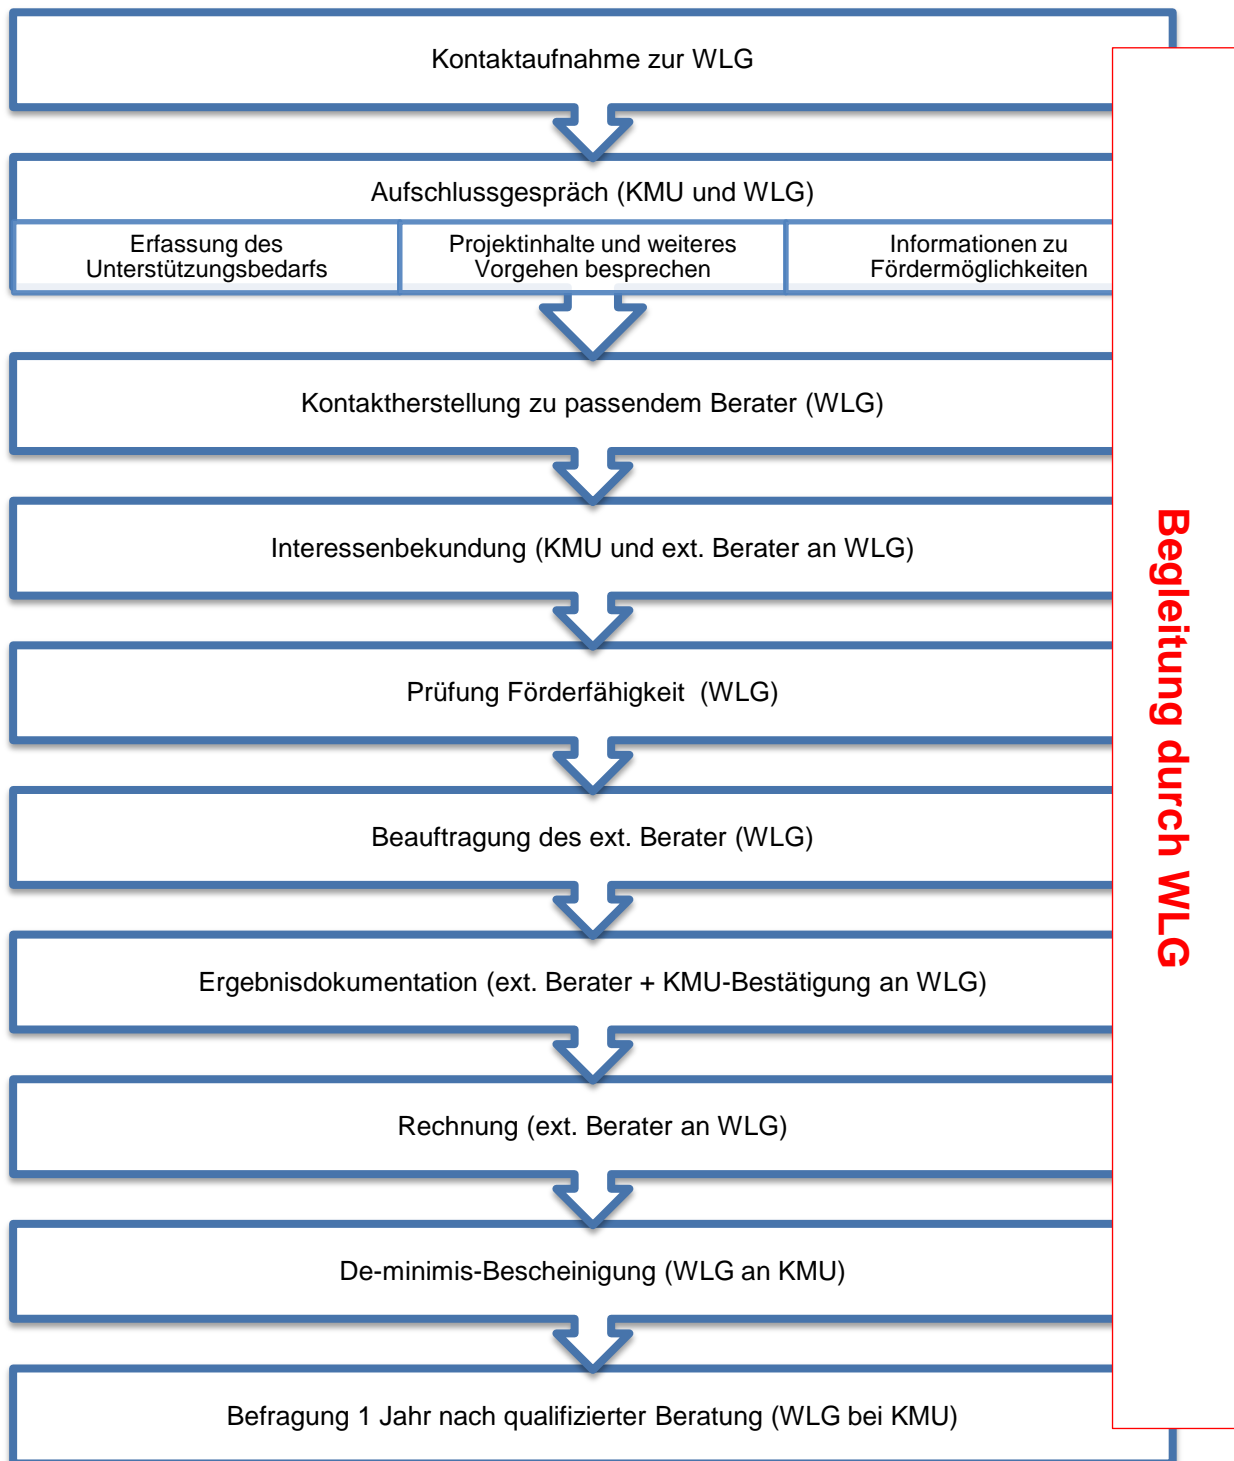 Kontaktaufnahme zur WLG
Aufschlussgespräch (KMU und WLG)
Erfassung des
Unterstützungsbedarfs
Projektinhalte und weiteres
Vorgehen besprechen
Informationen zu
Fördermöglichkeiten
Kontaktherstellung zu passendem Berater (WLG)
Interessenbekundung (KMU und ext. Berater an WLG)
Prüfung Förderfähigkeit  (WLG)
Beauftragung des ext. Berater (WLG)
Ergebnisdokumentation (ext. Berater + KMU-Bestätigung an WLG)
Rechnung (ext. Berater an WLG)
De-minimis-Bescheinigung (WLG an KMU)
Befragung 1 Jahr nach qualifizierter Beratung (WLG bei KMU)
Begleitung durch WLG